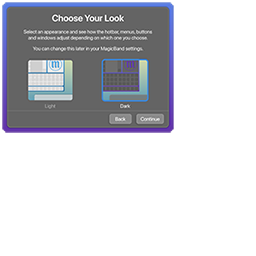 Choose Your Look
Select an appearance and see how the hotbar, menus, buttons
and windows adjust depending on which one you choose.
You can change this later in your MagicBand settings.
m
m
Light
Dark
Back
Continue